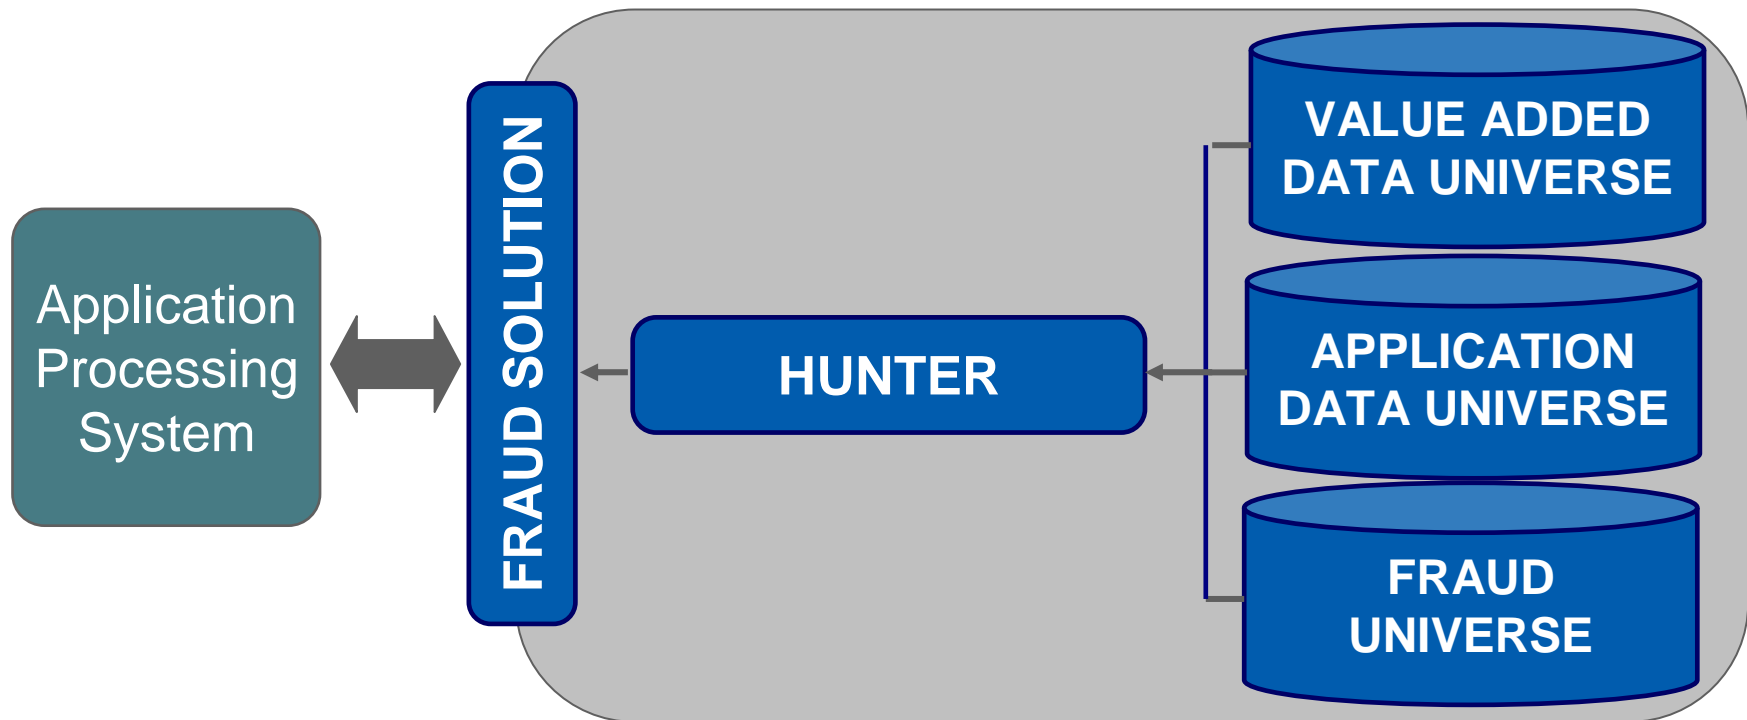 Application
Processing
System
FRAUD SOLUTION
HUNTER
VALUE ADDED
DATA UNIVERSE
APPLICATION
DATA UNIVERSE
FRAUD
UNIVERSE